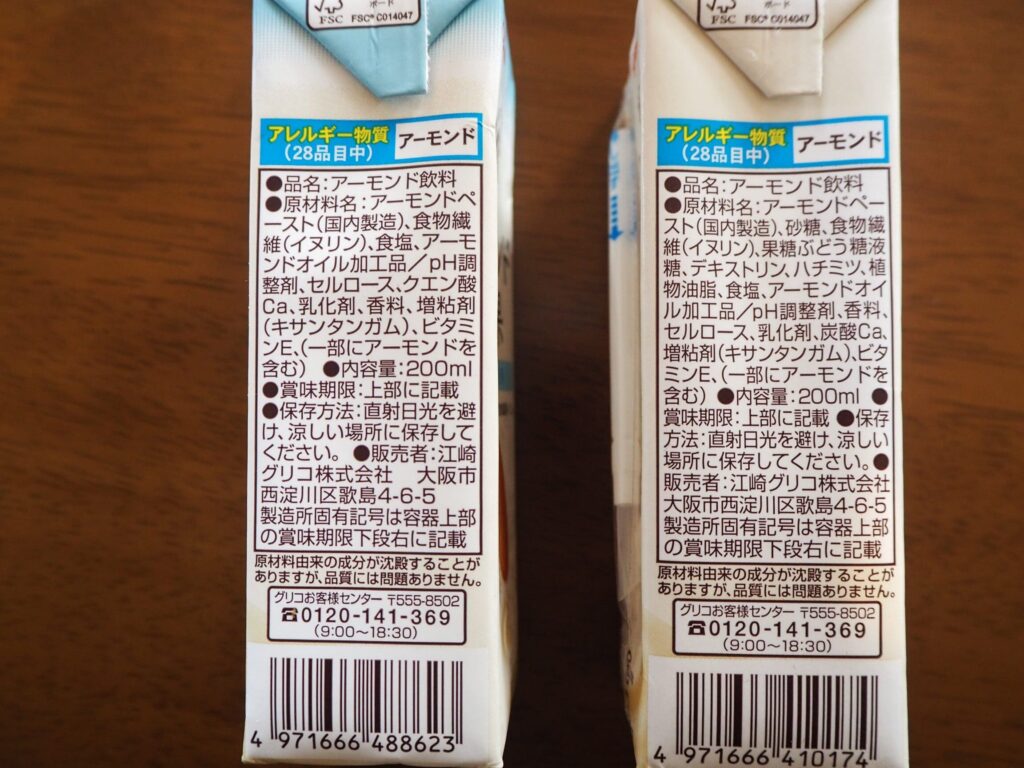 ボード
FSC FSC® C014047
アレルギー物質
(28品目中)
アーモンド
●品名:アーモンド飲料
●原材料名:アーモンドペ
ースト(国内製造)、食物繊
維(イヌリン)、食塩、アーモ
ンドオイル加工品/pH調
整剤、セルロース、クエン酸
Ca、乳化剤、香料、増粘剤
(キサンタンガム)、ビタミ
ンE、(一部にアーモンドを
含む) ●内容量:200ml
●賞味期限:上部に記載
●保存方法:直射日光を避
け、涼しい場所に保存して
ください。 ●販売者:江崎
グリコ株式会社 大阪市
西淀川区歌島4-6-5
製造所固有記号は容器上部
の賞味期限下段右に記載
原材料由来の成分が沈殿することが
ありますが、品質には問題ありません。
グリコお客様センター 〒555-8502
☎0120-141-369
(9:00~18:30)
4 971666 488623
ボード
FSC FSC® C014047
アレルギー物質
(28品目中)
アーモンド
●品名:アーモンド飲料
●原材料名:アーモンドペー
スト(国内製造)、砂糖、食物繊
維(イヌリン)、果糖ぶどう糖液
糖、デキストリン、ハチミツ、植
物油脂、食塩、アーモンドオイ
ル加工品/pH調整剤、香料、
セルロース、乳化剤、炭酸Ca、
増粘剤(キサンタンガム)、ビタ
ミンE、(一部にアーモンドを
含む) ●内容量:200ml ●
賞味期限:上部に記載 ●保存
方法:直射日光を避け、涼しい
場所に保存してください。●
販売者:江崎グリコ株式会社
大阪市西淀川区歌島4-6-5
製造所固有記号は容器上部
の賞味期限下段右に記載
原材料由来の成分が沈殿することが
ありますが、品質には問題ありません。
グリコお客様センター 〒555-8502
☎0120-141-369
(9:00~18:30)
4 971666 410174